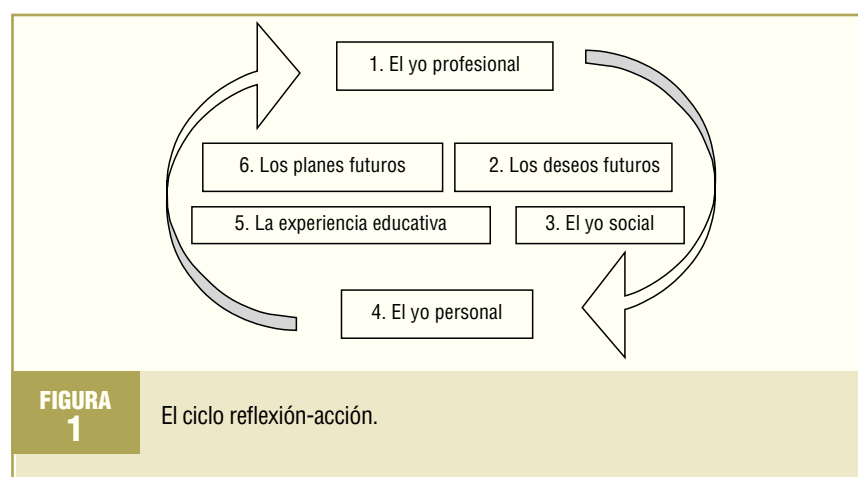 1. El yo profesional
6. Los planes futuros
2. Los deseos futuros
5. La experiencia educativa
3. El yo social
4. El yo personal
FIGURA
1
El ciclo reflexión-acción.